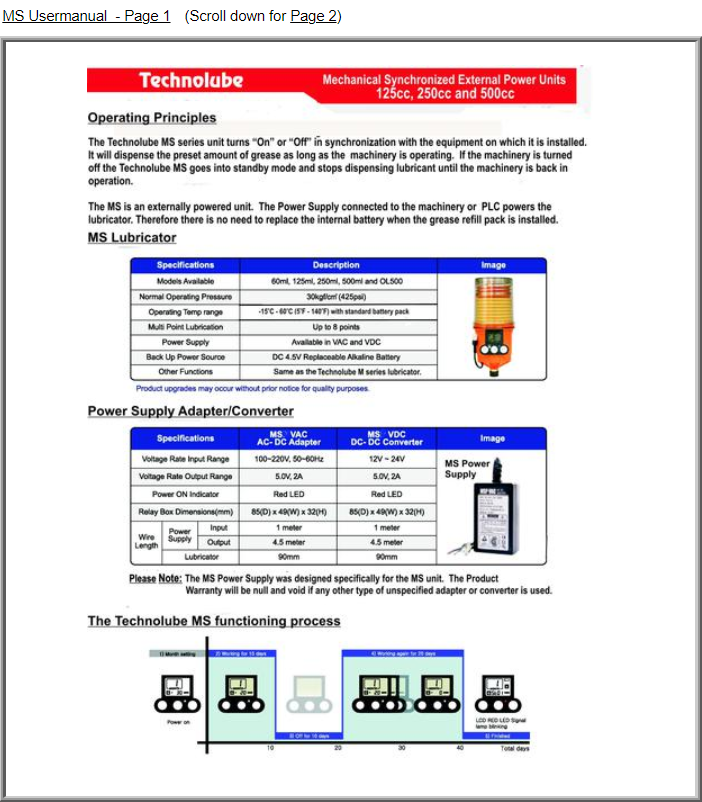 MS Usermanual - Page 1 (Scroll down for Page 2)
Technolube
Mechanical Synchronized External Power Units
125cc, 250cc and 500cc
Operating Principles
The Technolube MS series unit turns “On” or “Off” in synchronization with the equipment on which it is installed.
It will dispense the preset amount of grease as long as the machinery is operating. If the machinery is turned
off the Technolube MS goes into standby mode and stops dispensing lubricant until the machinery is back in
operation.
The MS is an externally powered unit. The Power Supply connected to the machinery or PLC powers the
lubricator. Therefore there is no need to replace the internal battery when the grease refill pack is installed.
MS Lubricator
Specifications Description Image
Models Available 60ml, 125ml, 250ml, 500ml and OL500
Normal Operating Pressure 30kgf/cm² (425psi)
Operating Temp range -15°C - 60°C (5°F - 140°F) with standard battery pack
Multi Point Lubrication Up to 8 points
Power Supply Available in VAC and VDC
Back Up Power Source DC 4.5V Replaceable Alkaline Battery
Other Functions Same as the Technolube M series lubricator.
Product upgrades may occur without prior notice for quality purposes.
Power Supply Adapter/Converter
Specifications MS VAC AC- DC Adapter MS VDC DC- DC Converter Image
Voltage Rate Input Range 100~220V, 50~60Hz 12V ~ 24V
MS Power
Supply
Voltage Rate Output Range 5.0V, 2A 5.0V, 2A
Power ON Indicator Red LED Red LED
Relay Box Dimensions(mm) 85(D) x 49(W) x 32(H) 85(D) x 49(W) x 32(H)
Wire Length Power Supply Input 1 meter 1 meter
Output 4.5 meter 4.5 meter
Lubricator 90mm 90mm
Please Note: The MS Power Supply was designed specifically for the MS unit. The Product
Warranty will be null and void if any other type of unspecified adapter or converter is used.
The Technolube MS functioning process
1) Month setting 2) Working for 10 days 4) Working again for 20 days
Power on
LCD RED LED Signal
lamp blinking
3) Off for 10 days 5) Finished
10 20 30 40 Total days